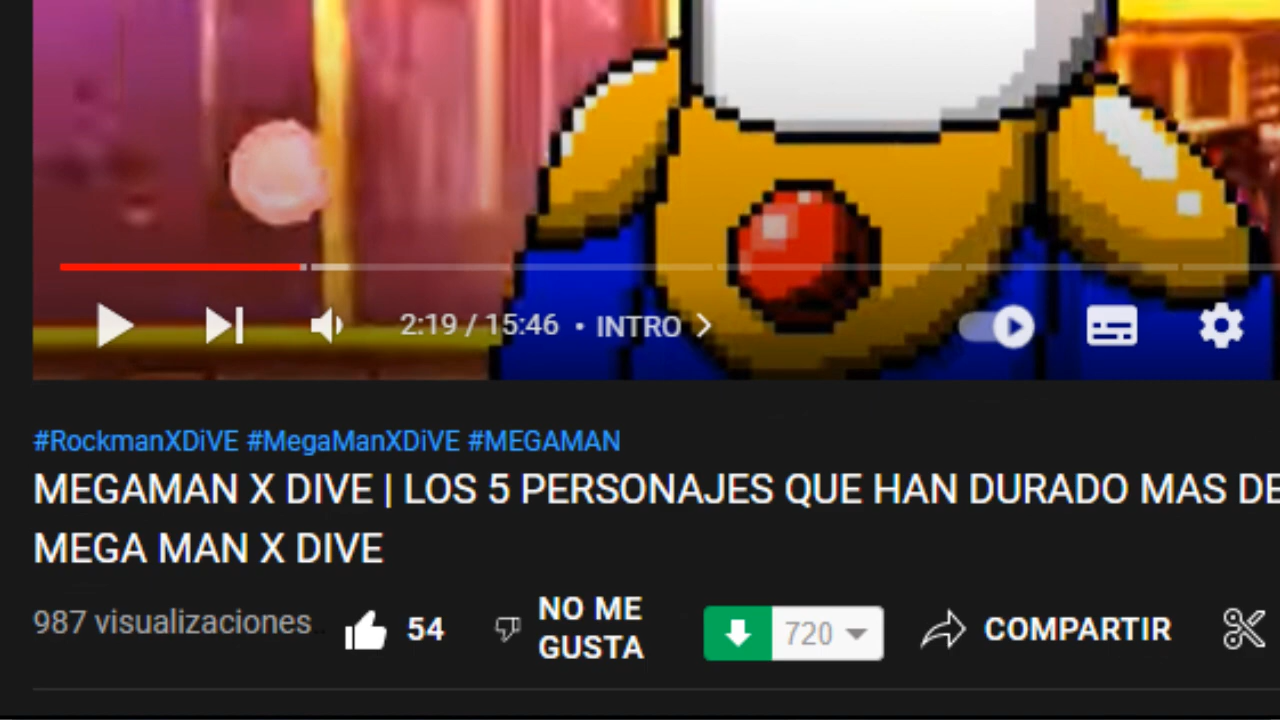 2:19 / 15:46 • INTRO
#RockmanXDiVE #MegaManXDiVE #MEGAMAN
MEGAMAN X DIVE | LOS 5 PERSONAJES QUE HAN DURADO MAS DE
MEGA MAN X DIVE
987 visualizaciones 54 NO ME GUSTA 720 COMPARTIR